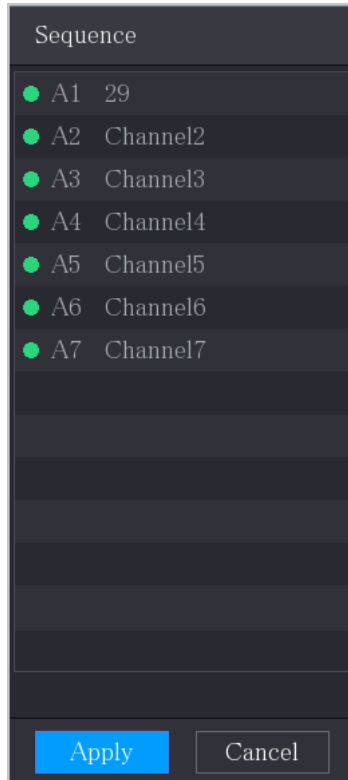 Sequence
A1 29
A2 Channel2
A3 Channel3
A4 Channel4
A5 Channel5
A6 Channel6
A7 Channel7
Apply Cancel